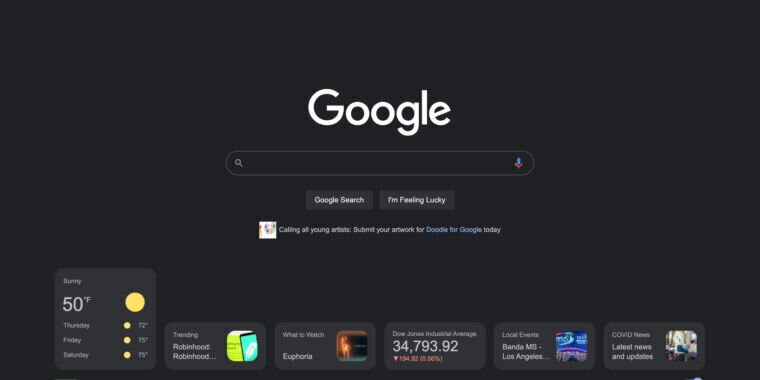 Google
Google Search
I'm Feeling Lucky
Calling all young artists: Submit your artwork for Doodle for Google today
Sunny
50°F
Thursday 72°
Friday 75°
Saturday 75°
Trending
Robinhood:
Robinhood...
What to Watch
Euphoria
Dow Jones Industrial Average
34,793.92
▼194.92 (0.56%)
Local Events
Banda MS -
Los Angeles...
COVID News
Latest news
and updates